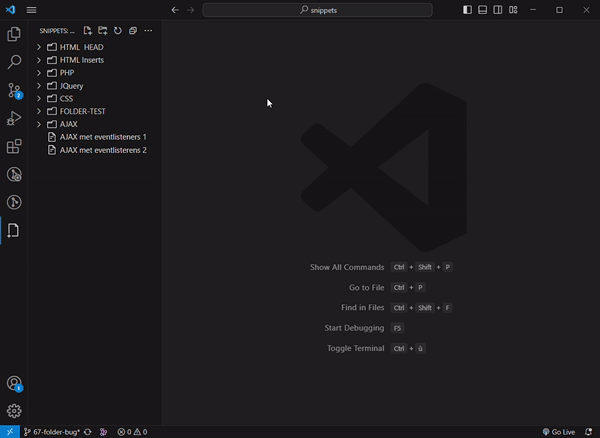 snippets
SNIPPETS: ...
HTML HEAD
HTML Inserts
PHP
JQuery
CSS
FOLDER-TEST
AJAX
AJAX met eventlisteners 1
AJAX met eventlisterens 2
2
Show All Commands Ctrl + Shift + P
Go to File Ctrl + P
Find in Files Ctrl + Shift + F
Start Debugging F5
Toggle Terminal Ctrl + ù
1
67-folder-bug* 0 0 Go Live